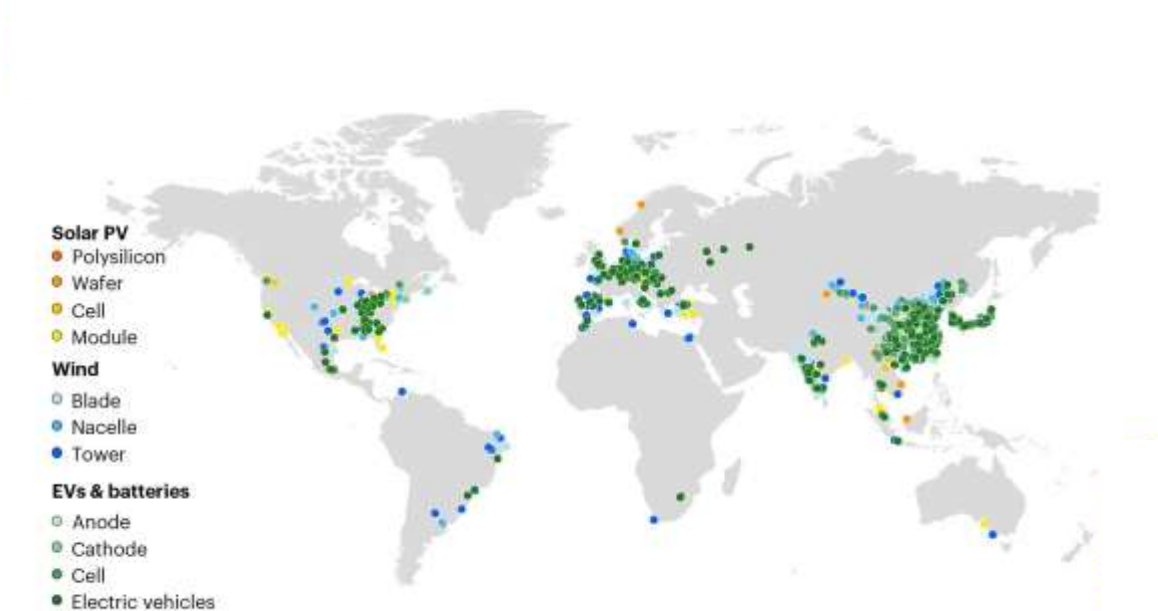 Solar PV
Polysilicon
Wafer
Cell
Module
Wind
Blade
Nacelle
Tower
EVs & batteries
Anode
Cathode
Cell
Electric vehicles